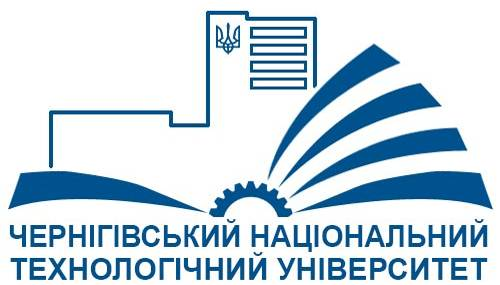 ЧЕРНІГІВСЬКИЙ НАЦІОНАЛЬНИЙ
ТЕХНОЛОГІЧНИЙ УНІВЕРСИТЕТ